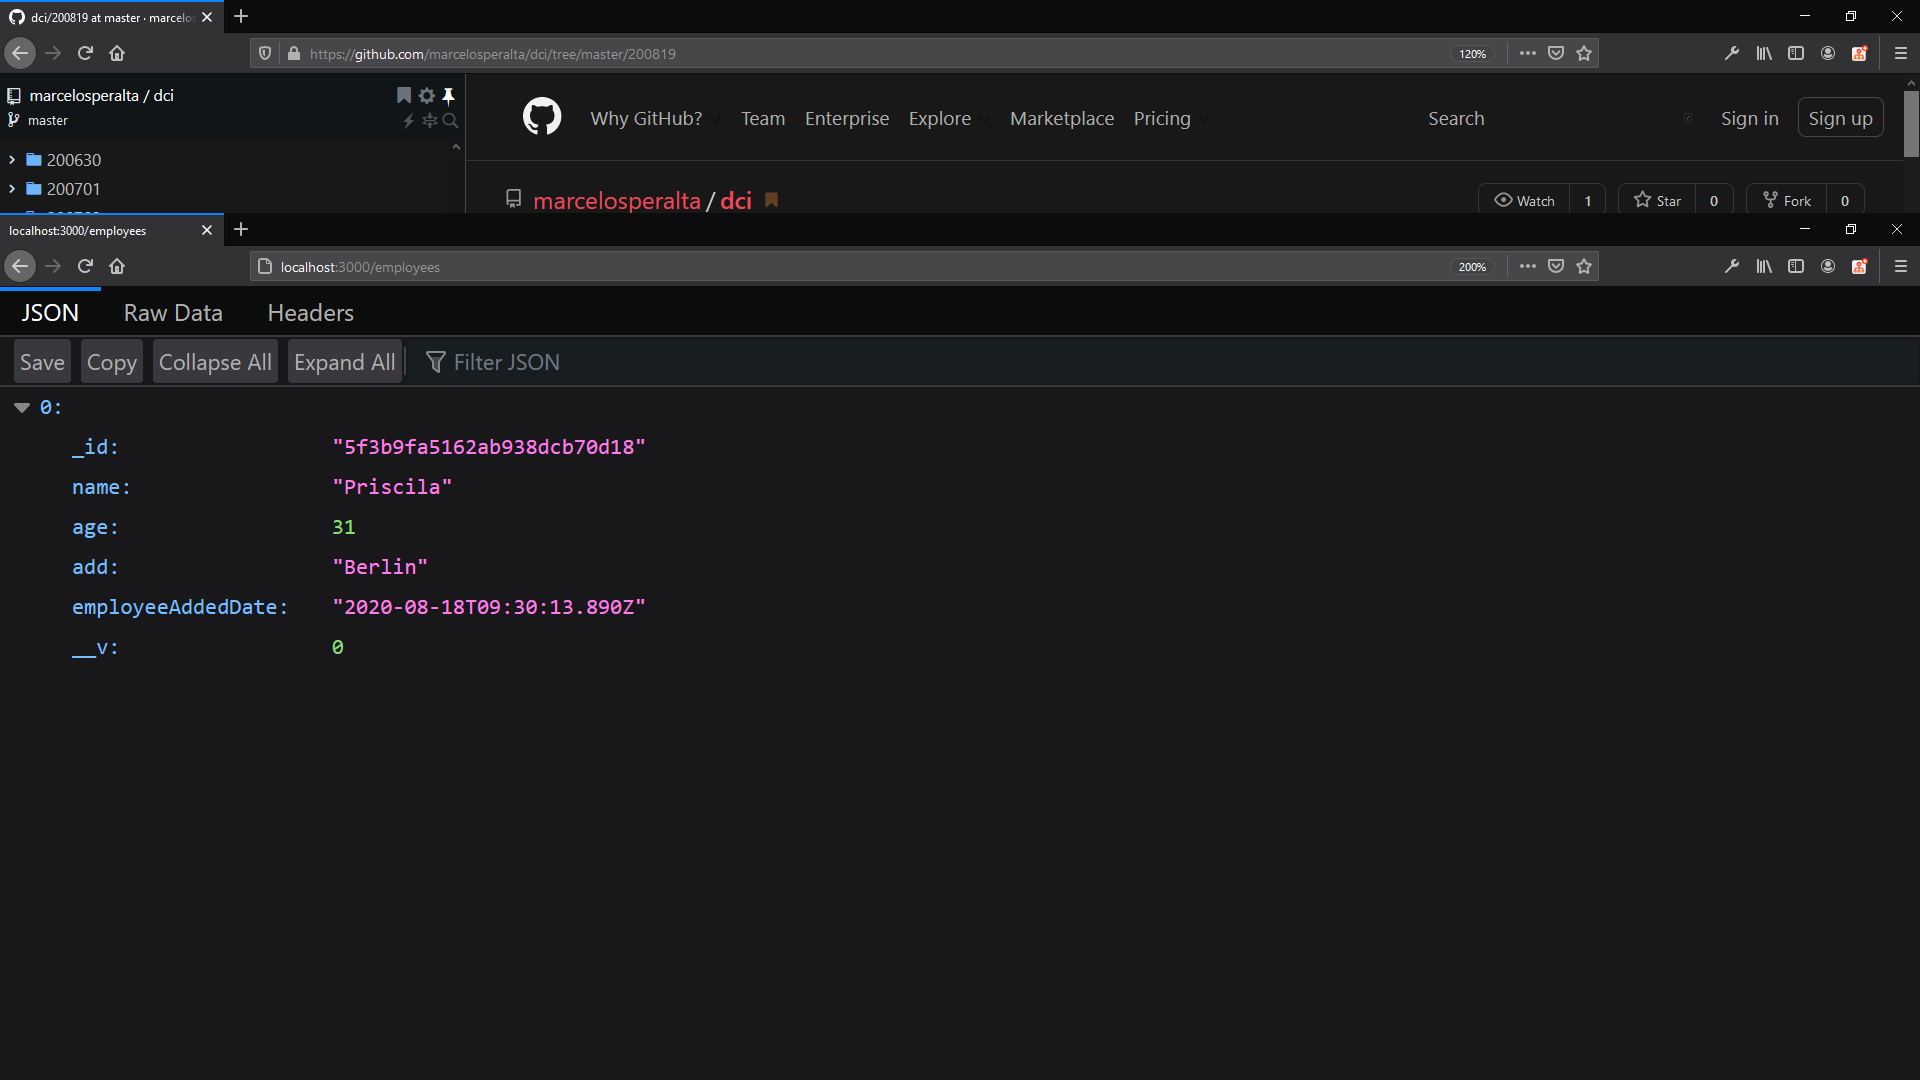 dci/200819 at master · marcelos
https://github.com/marcelosperalta/dci/tree/master/200819
120%
marcelosperalta / dci
master
200630
200701
Why GitHub?
Team
Enterprise
Explore
Marketplace
Pricing
Search
Sign in
Sign up
marcelosperalta / dci
Watch 1
Star 0
Fork 0
localhost:3000/employees
localhost:3000/employees
200%
JSON
Raw Data
Headers
Save
Copy
Collapse All
Expand All
Filter JSON
0:
_id: "5f3b9fa5162ab938dcb70d18"
name: "Priscila"
age: 31
add: "Berlin"
employeeAddedDate: "2020-08-18T09:30:13.890Z"
__v: 0